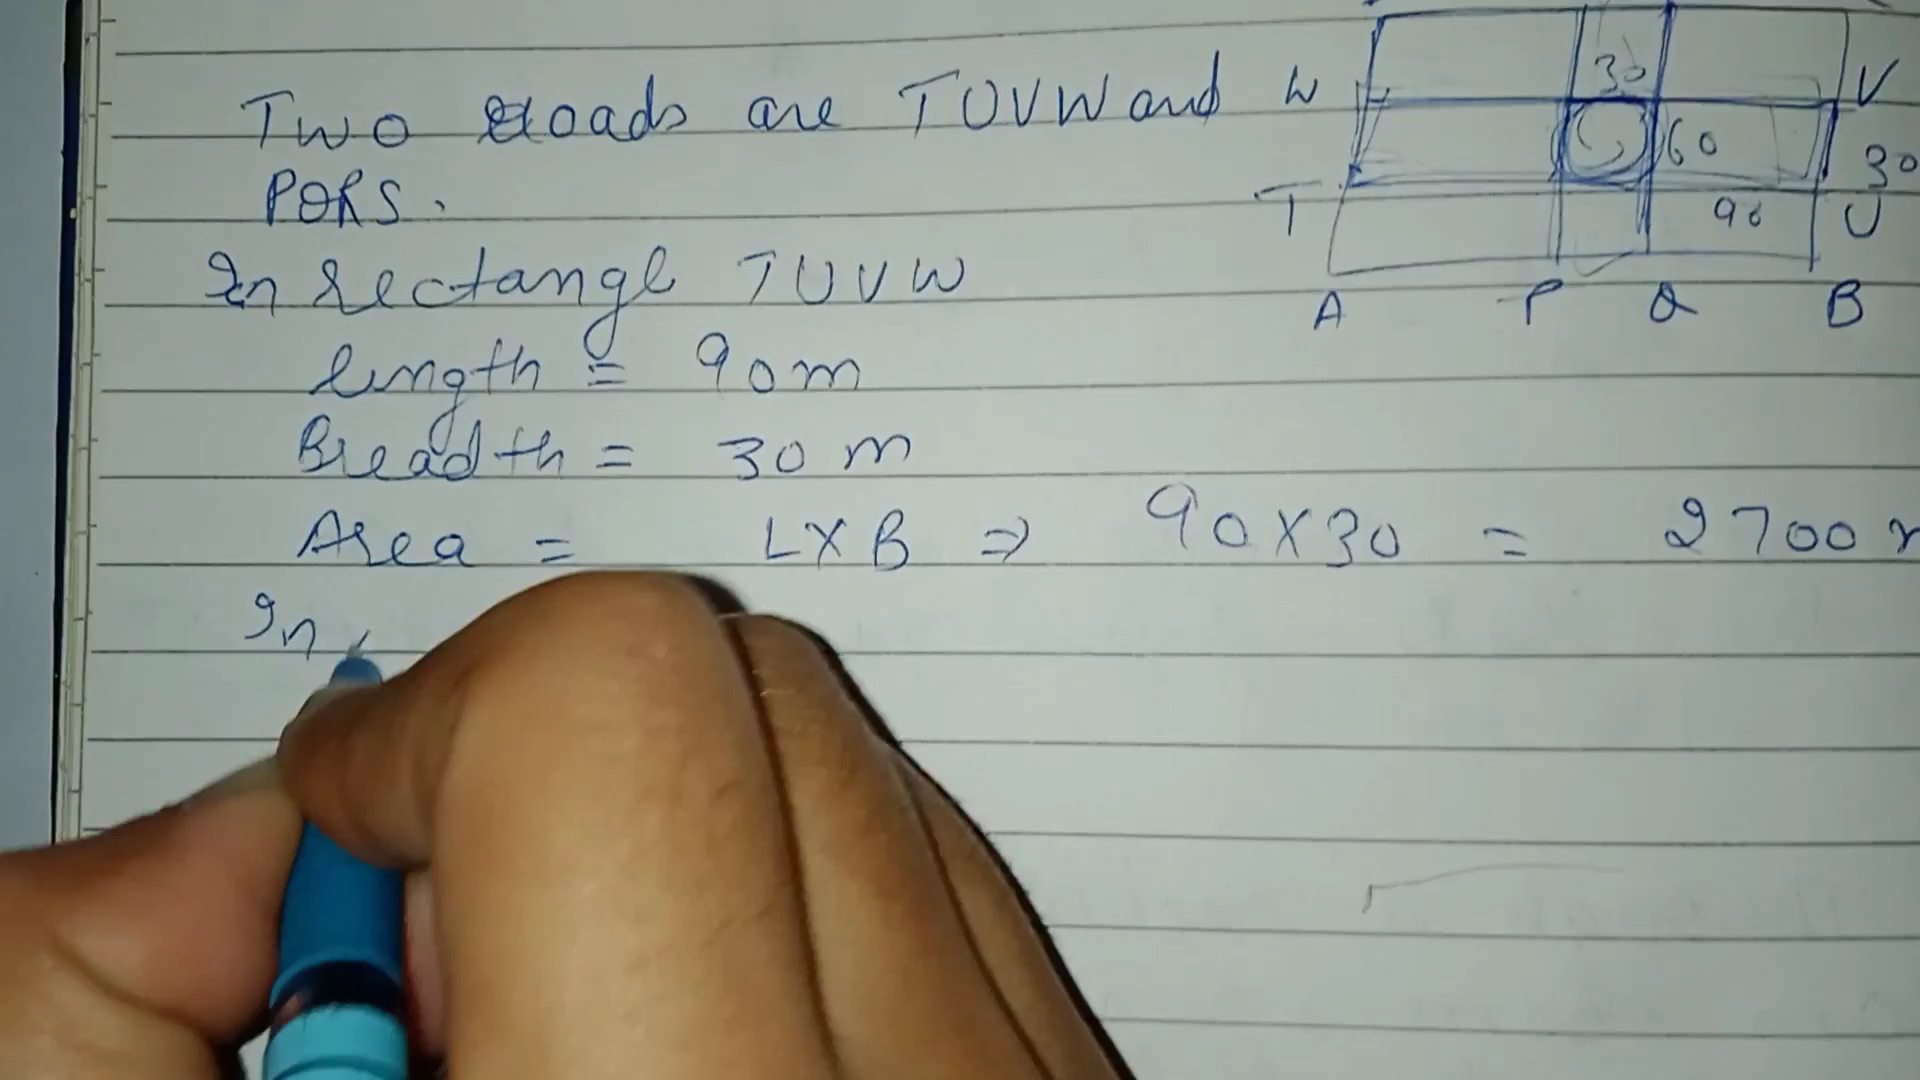 Two roads are TUVW and
PQRS.
In rectangle TUVW
length = 90m
Breadth = 30 m
Area = L×B ⇒ 90×30 = 2700
In
30
W
V
60
30
T
90
U
A
P
Q
B